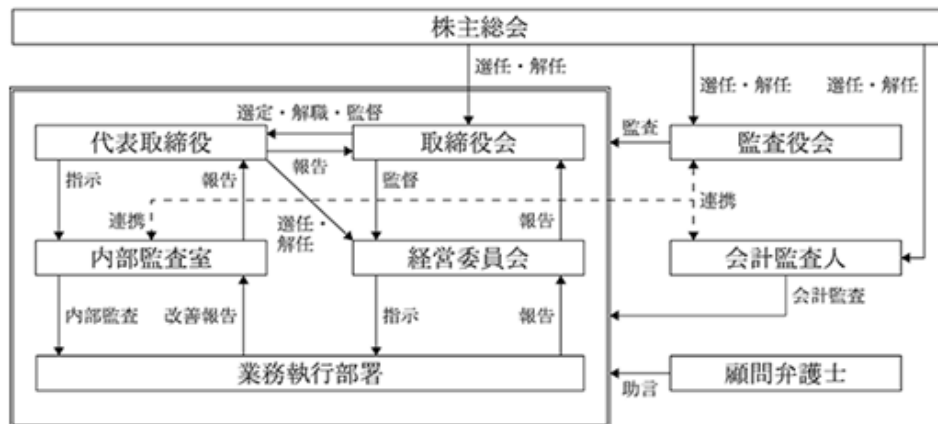 株主総会
選任・解任
選任・解任
選任・解任
選定・解職・監督
代表取締役
取締役会
監査
監査役会
報告
指示
報告
監督
連携
選任・
解任
報告
連携
内部監査室
経営委員会
会計監査人
内部監査
改善報告
指示
報告
会計監査
業務執行部署
助言
顧問弁護士